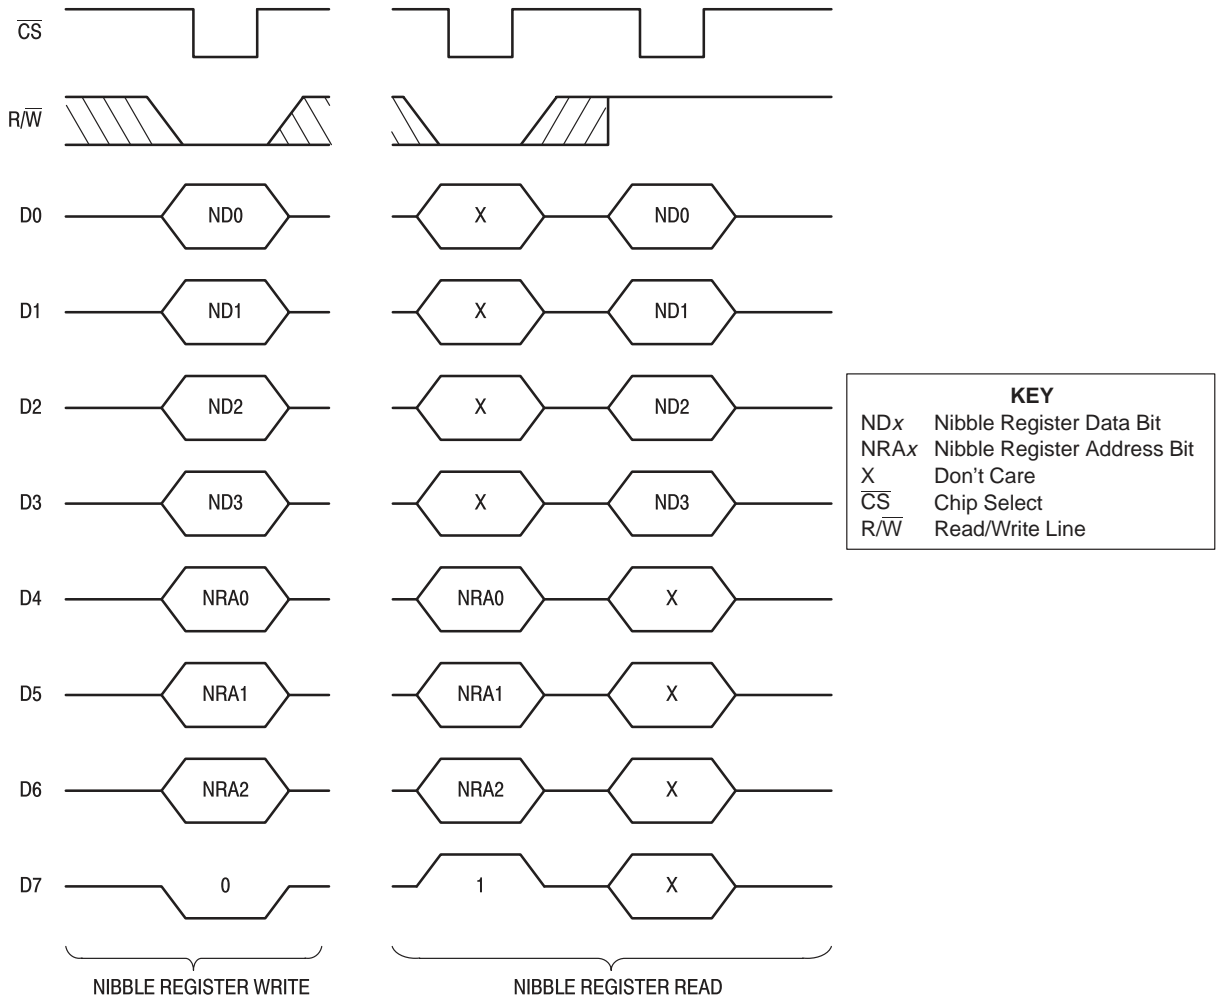 C̅S̅
R/W̅
D0 ND0 X ND0
D1 ND1 X ND1
D2 ND2 X ND2
D3 ND3 X ND3
D4 NRA0 NRA0 X
D5 NRA1 NRA1 X
D6 NRA2 NRA2 X
D7 0 1 X
NIBBLE REGISTER WRITE NIBBLE REGISTER READ
KEY
NDx Nibble Register Data Bit
NRAx Nibble Register Address Bit
X Don't Care
C̅S̅ Chip Select
R/W̅ Read/Write Line